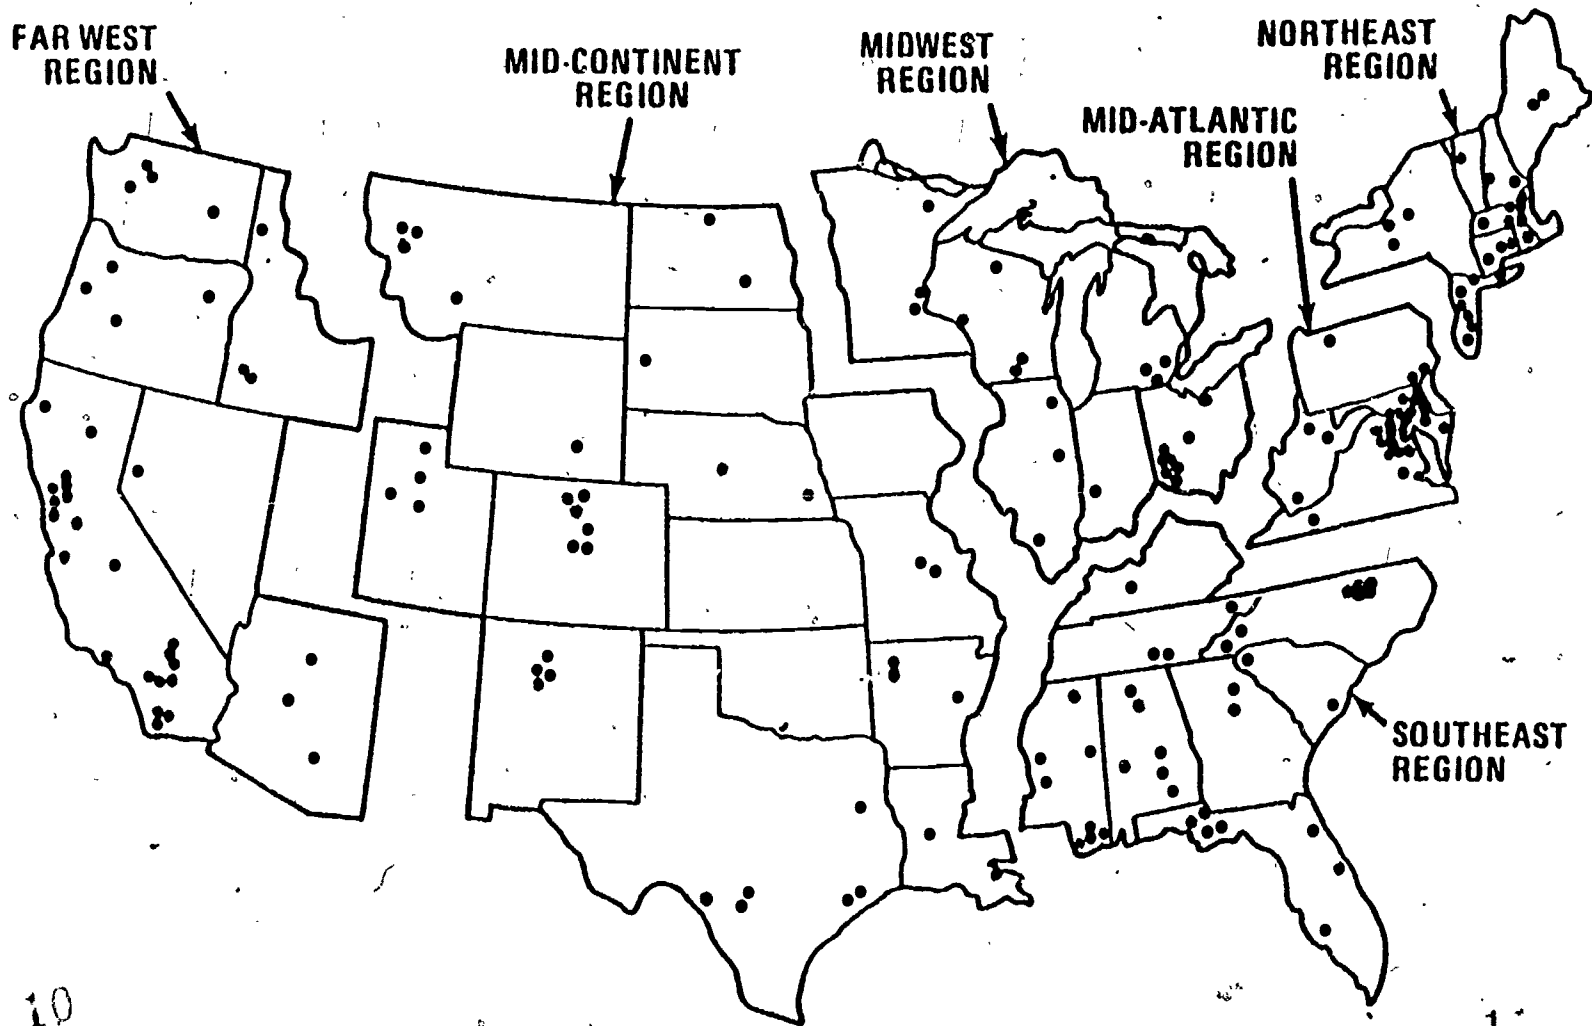 FAR WEST
REGION
MID-CONTINENT
REGION
MIDWEST
REGION
NORTHEAST
REGION
MID-ATLANTIC
REGION
SOUTHEAST
REGION
10